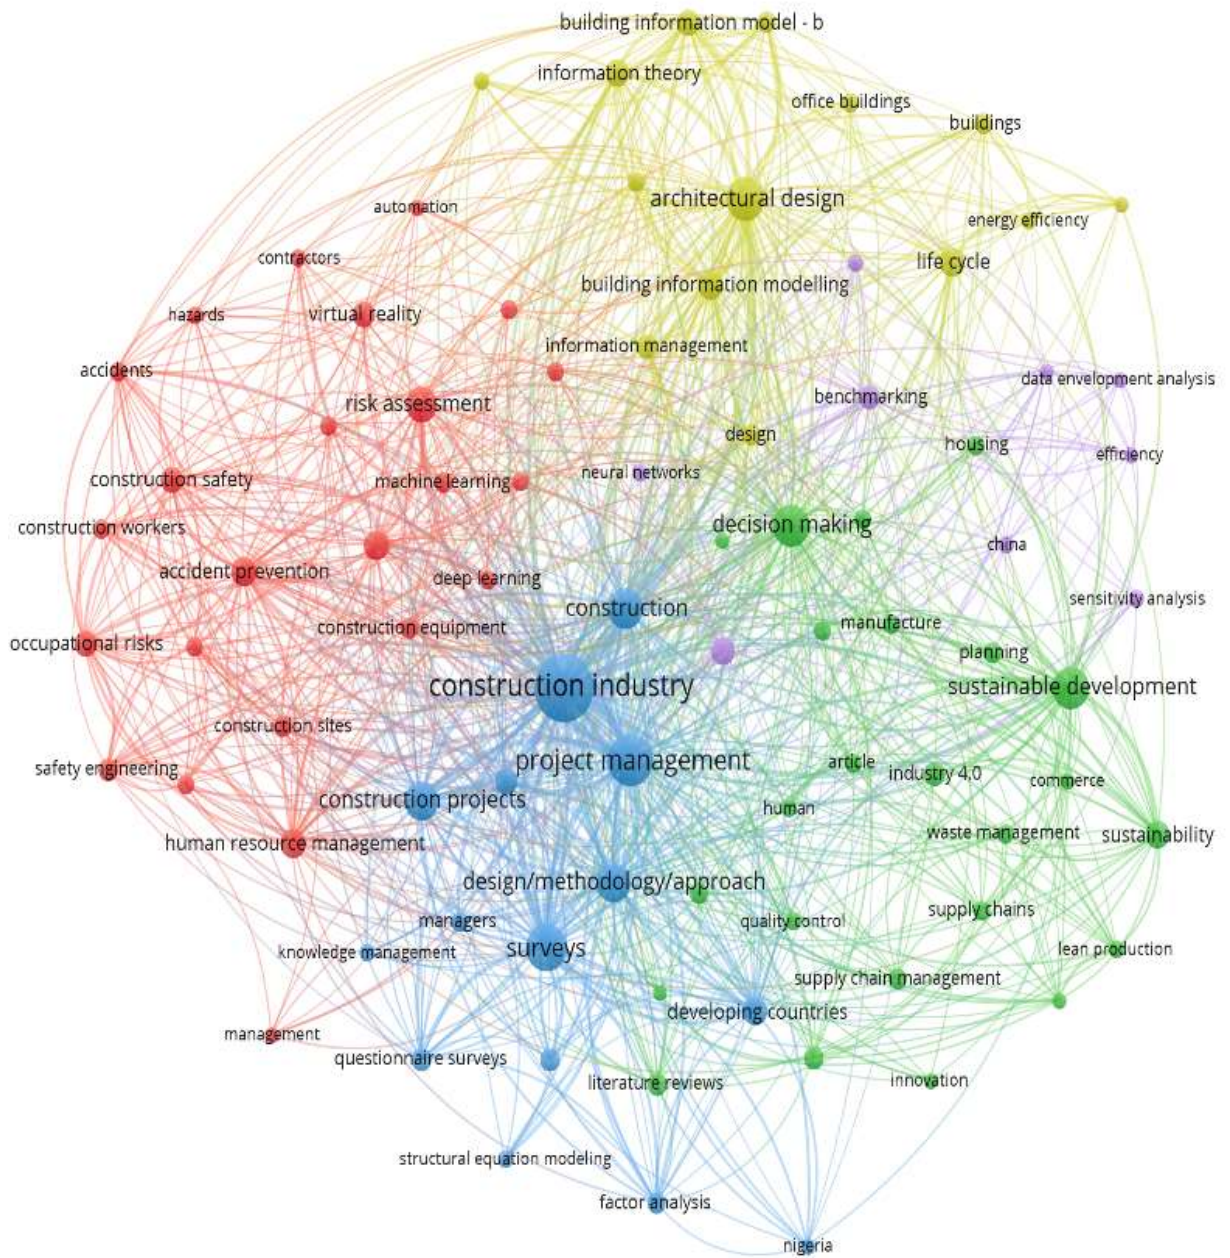 building information model - b
information theory
office buildings
buildings
architectural design
automation
energy efficiency
contractors
life cycle
building information modelling
hazards
virtual reality
information management
accidents
data envelopment analysis
benchmarking
risk assessment
design
housing
efficiency
neural networks
construction safety
machine learning
construction workers
decision making
china
accident prevention
deep learning
sensitivity analysis
construction
manufacture
construction equipment
occupational risks
planning
construction industry
sustainable development
construction sites
project management
article
safety engineering
industry 4.0
commerce
construction projects
human
waste management
sustainability
human resource management
design/methodology/approach
supply chains
managers
quality control
surveys
lean production
knowledge management
supply chain management
developing countries
management
questionnaire surveys
innovation
literature reviews
structural equation modeling
factor analysis
nigeria